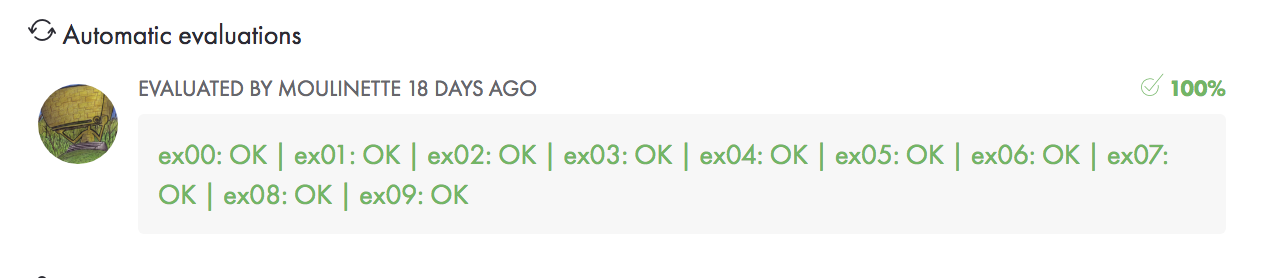 Automatic evaluations
EVALUATED BY MOULINETTE 18 DAYS AGO
100%
ex00: OK | ex01: OK | ex02: OK | ex03: OK | ex04: OK | ex05: OK | ex06: OK | ex07:
OK | ex08: OK | ex09: OK